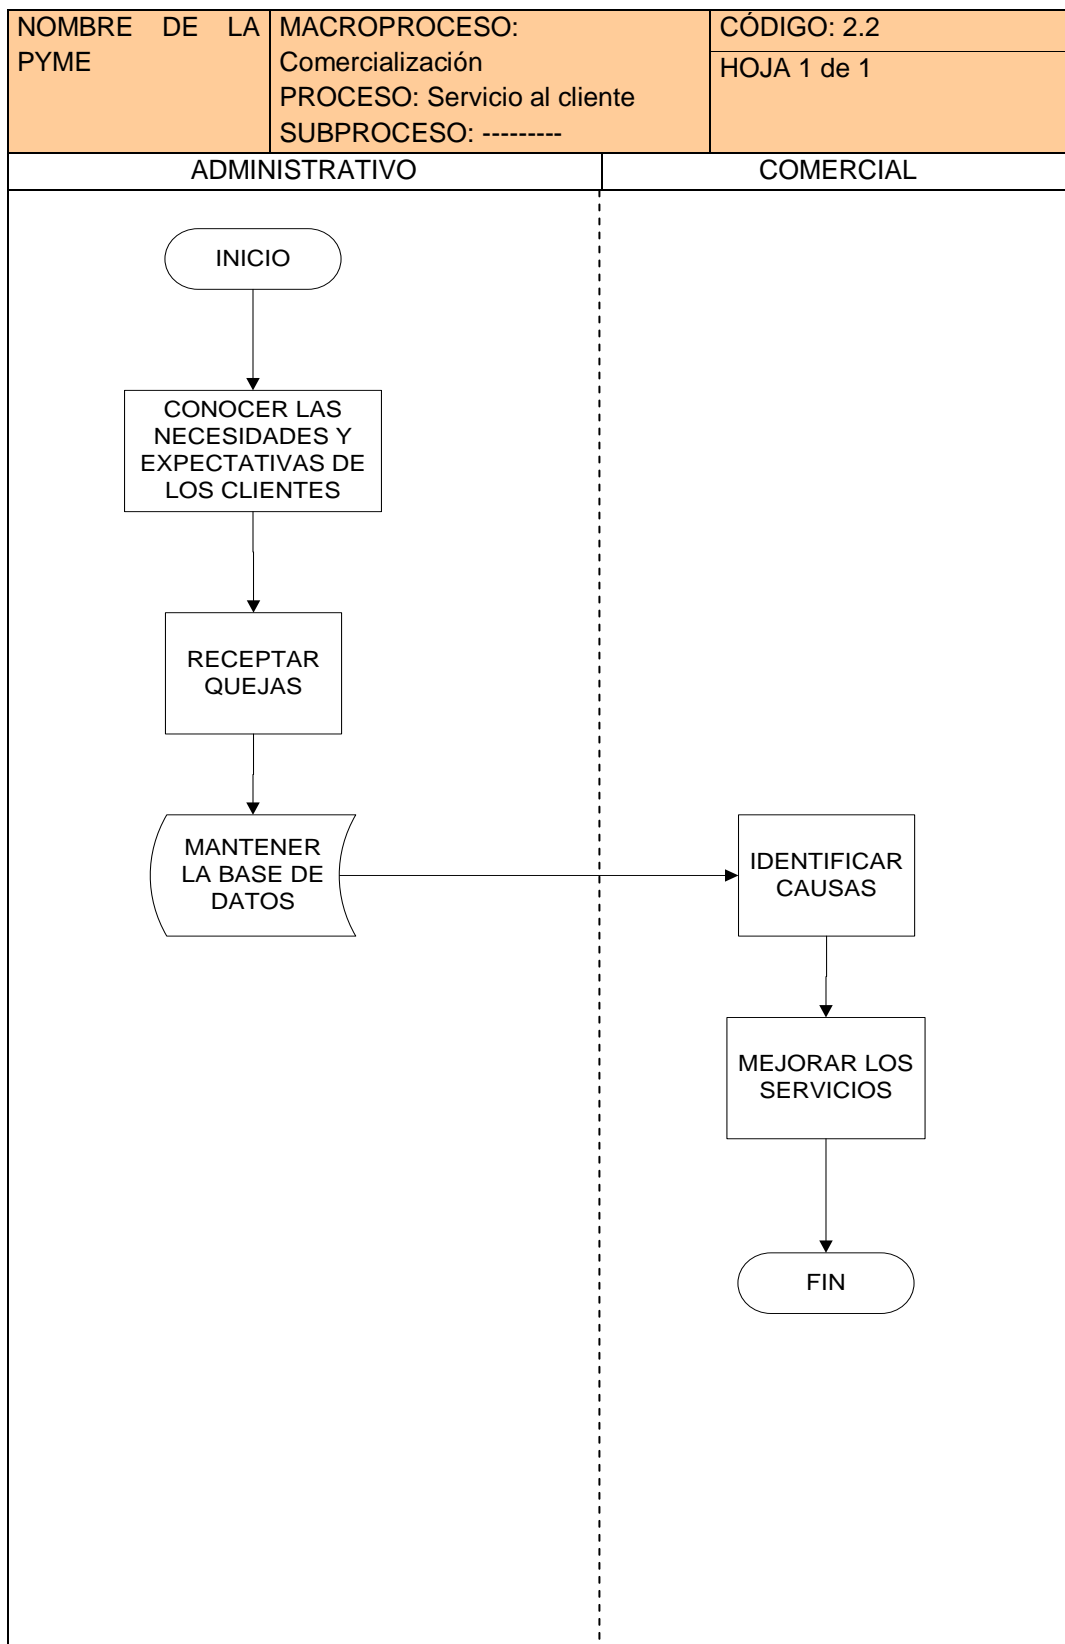 NOMBRE DE LA
PYME
MACROPROCESO:
Comercialización
PROCESO: Servicio al cliente
SUBPROCESO: ---------
CÓDIGO: 2.2
HOJA 1 de 1
ADMINISTRATIVO
COMERCIAL
INICIO
CONOCER LAS
NECESIDADES Y
EXPECTATIVAS DE
LOS CLIENTES
RECEPTAR
QUEJAS
MANTENER
LA BASE DE
DATOS
IDENTIFICAR
CAUSAS
MEJORAR LOS
SERVICIOS
FIN